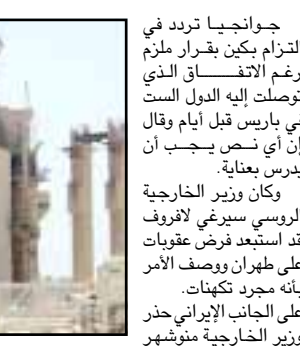 جوانجيا تردد في
التزام بكين بقرار ملزم
رغم الاتفاق الذي
توصلت إليه الدول الست
في باريس قبل أيام وقال
إن أي نص يجب أن
يدرس بعناية.
وكان وزير الخارجية
الروسي سيرغي لافروف
قد استبعد فرض عقوبات
على طهران ووصف الأمر
بأنه مجرد تكهنات.
على الجانب الإيراني حذر
وزير الخارجية منوشهر